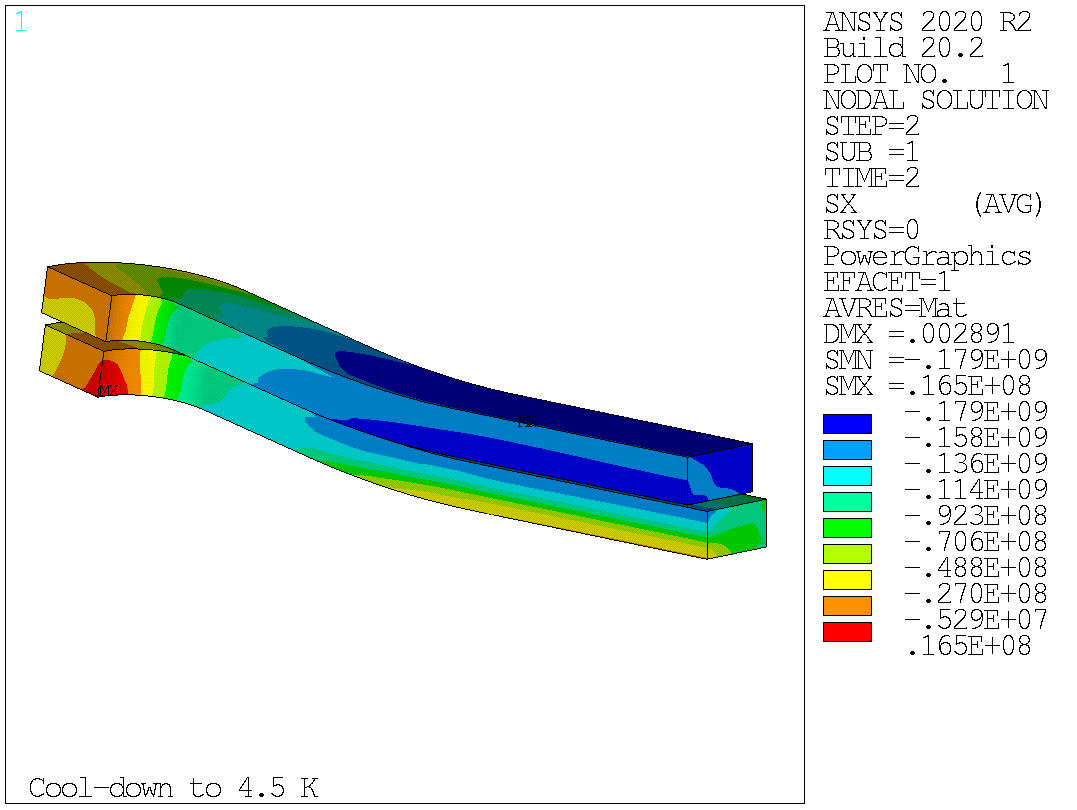 1
ANSYS 2020 R2
Build 20.2
PLOT NO. 1
NODAL SOLUTION
STEP=2
SUB =1
TIME=2
SX (AVG)
RSYS=0
PowerGraphics
EFACET=1
AVRES=Mat
DMX =.002891
SMN =-.179E+09
SMX =.165E+08
-.179E+09
-.158E+09
-.136E+09
-.114E+09
-.923E+08
-.706E+08
-.488E+08
-.270E+08
-.529E+07
.165E+08
MX
Cool-down to 4.5 K